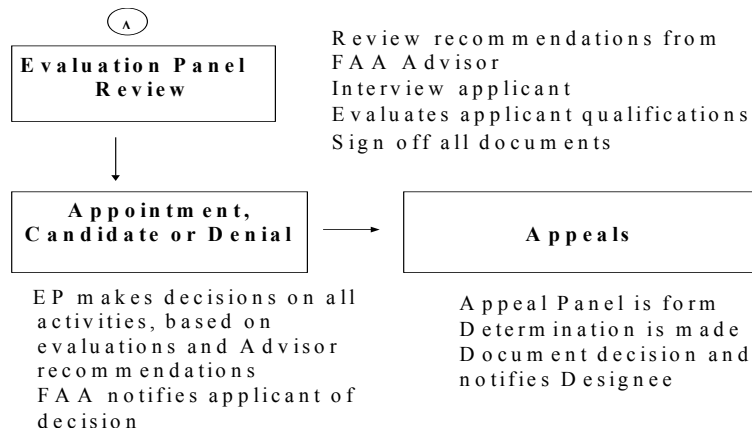 A
Evaluation Panel
Review
Review recommendations from
FAA Advisor
Interview applicant
Evaluates applicant qualifications
Sign off all documents
Appointment,
Candidate or Denial
Appeals
EP makes decisions on all
activities, based on
evaluations and Advisor
recommendations
FAA notifies applicant of
decision
Appeal Panel is form
Determination is made
Document decision and
notifies Designee